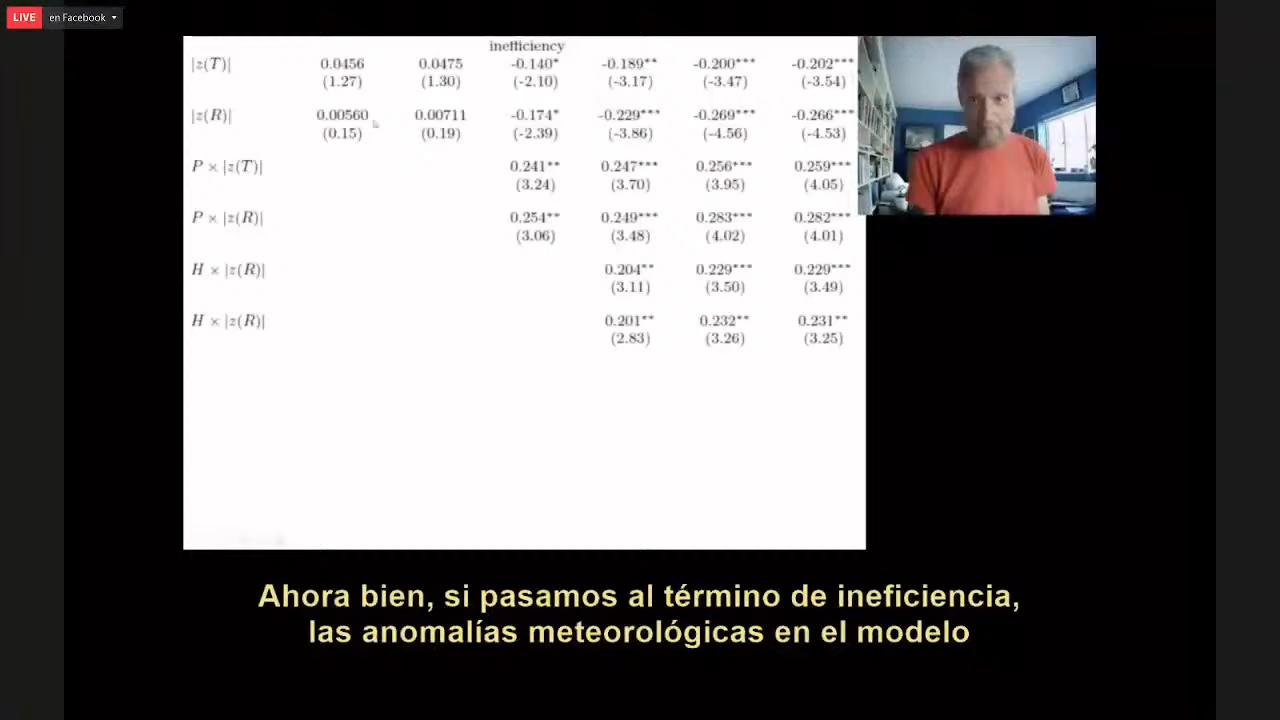 LIVE en Facebook
inefficiency
|z(T)| 0.0456 0.0475 -0.140* -0.189** -0.200*** -0.202***
(1.27) (1.30) (-2.10) (-3.17) (-3.47) (-3.54)
|z(R)| 0.00560 0.00711 -0.174* -0.229*** -0.269*** -0.266***
(0.15) (0.19) (-2.39) (-3.86) (-4.56) (-4.53)
P × |z(T)| 0.241** 0.247*** 0.256*** 0.259***
(3.24) (3.70) (3.95) (4.05)
P × |z(R)| 0.254** 0.249*** 0.283*** 0.282***
(3.06) (3.48) (4.02) (4.01)
H × |z(R)| 0.204** 0.229*** 0.229***
(3.11) (3.50) (3.49)
H × |z(R)| 0.201** 0.232** 0.231**
(2.83) (3.26) (3.25)
Ahora bien, si pasamos al término de ineficiencia,
las anomalías meteorológicas en el modelo